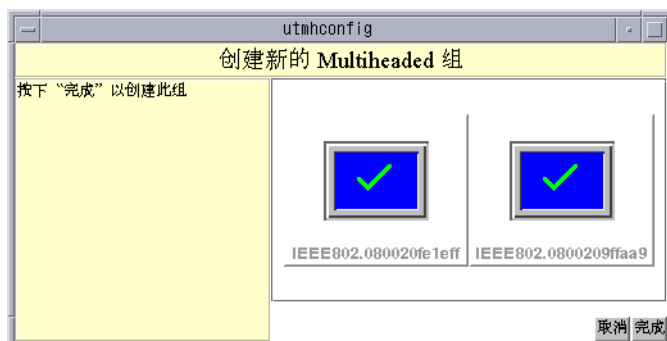 utmhconfig
创建新的 Multiheaded 组
按下 “完成” 以创建此组
IEEE802.080020fe1eff
IEEE802.0800209ffaa9
取消 完成